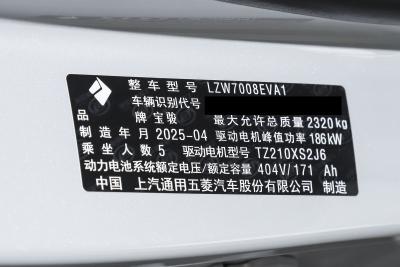 整车型号 LZW7008EVA1
车辆识别代号
品牌 宝骏 最大允许总质量 2320kg
制造年月 2025-04 驱动电机峰值功率 186kW
乘坐人数 5 驱动电机型号 TZ210XS2J6
动力电池系统额定电压/额定容量 404V/171 Ah
中国 上汽通用五菱汽车股份有限公司 制造